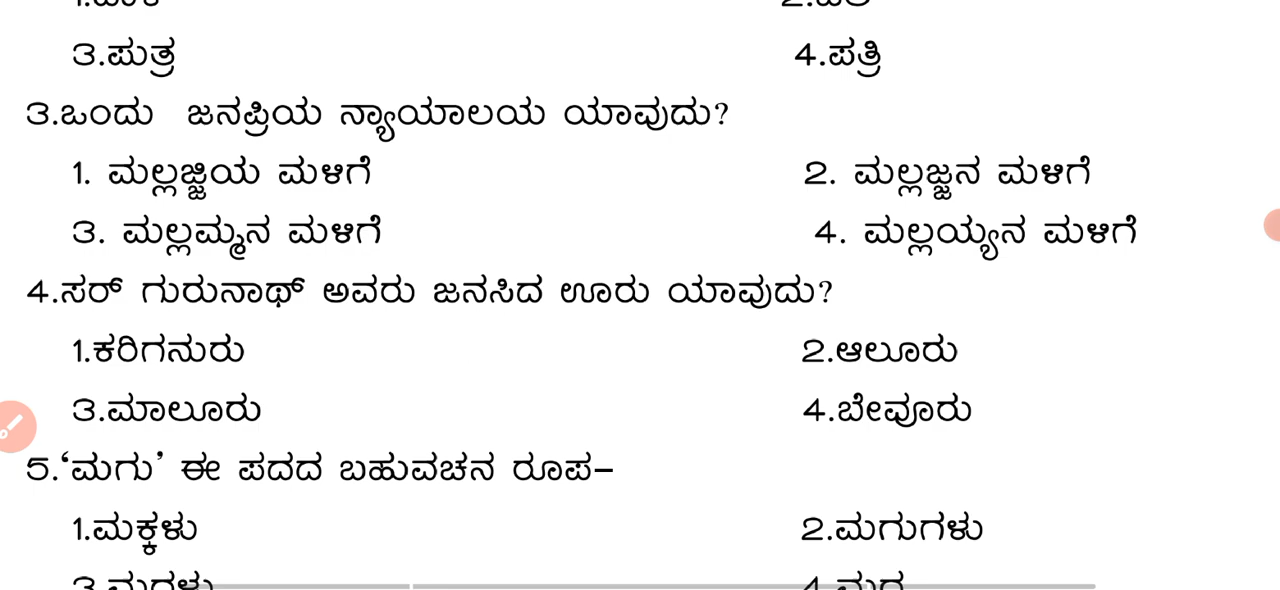 3.ಪುತ್ರ 4.ಪತ್ರಿ
3.ಒಂದು ಜನಪ್ರಿಯ ನ್ಯಾಯಾಲಯ ಯಾವುದು?
1. ಮಲ್ಲಜ್ಜಿಯ ಮಳಿಗೆ 2. ಮಲ್ಲಜ್ಜನ ಮಳಿಗೆ
3. ಮಲ್ಲಮ್ಮನ ಮಳಿಗೆ 4. ಮಲ್ಲಯ್ಯನ ಮಳಿಗೆ
4.ಸರ್ ಗುರುನಾಥ್ ಅವರು ಜನಸಿದ ಊರು ಯಾವುದು?
1.ಕರಿಗನುರು 2.ಆಲೂರು
3.ಮಾಲೂರು 4.ಬೇವೂರು
5.‘ಮಗು’ ಈ ಪದದ ಬಹುವಚನ ರೂಪ–
1.ಮಕ್ಕಳು 2.ಮಗುಗಳು